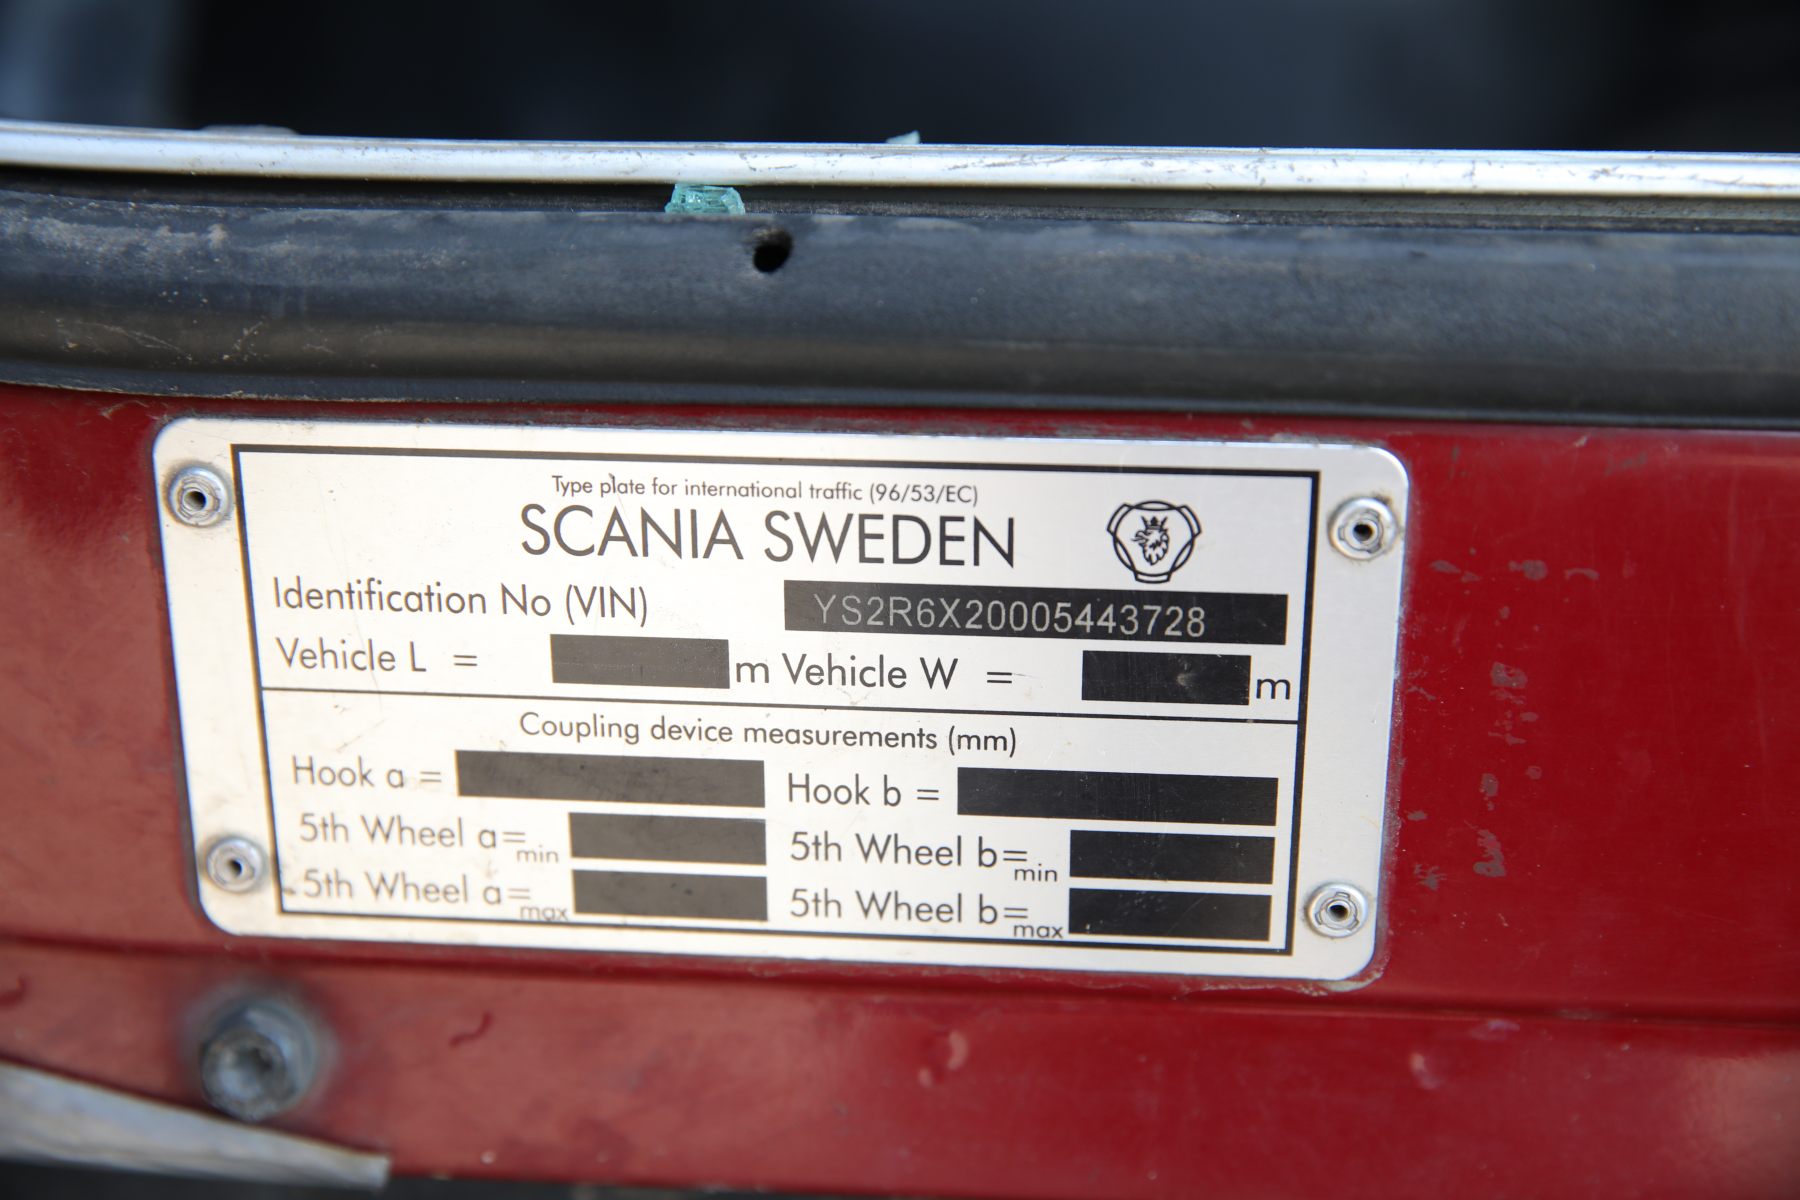 Type plate for international traffic (96/53/EC)
SCANIA SWEDEN
Identification No (VIN) YS2R6X20005443728
Vehicle L = m Vehicle W = m
Coupling device measurements (mm)
Hook a = Hook b =
5th Wheel a= min 5th Wheel b= min
5th Wheel a= max 5th Wheel b= max